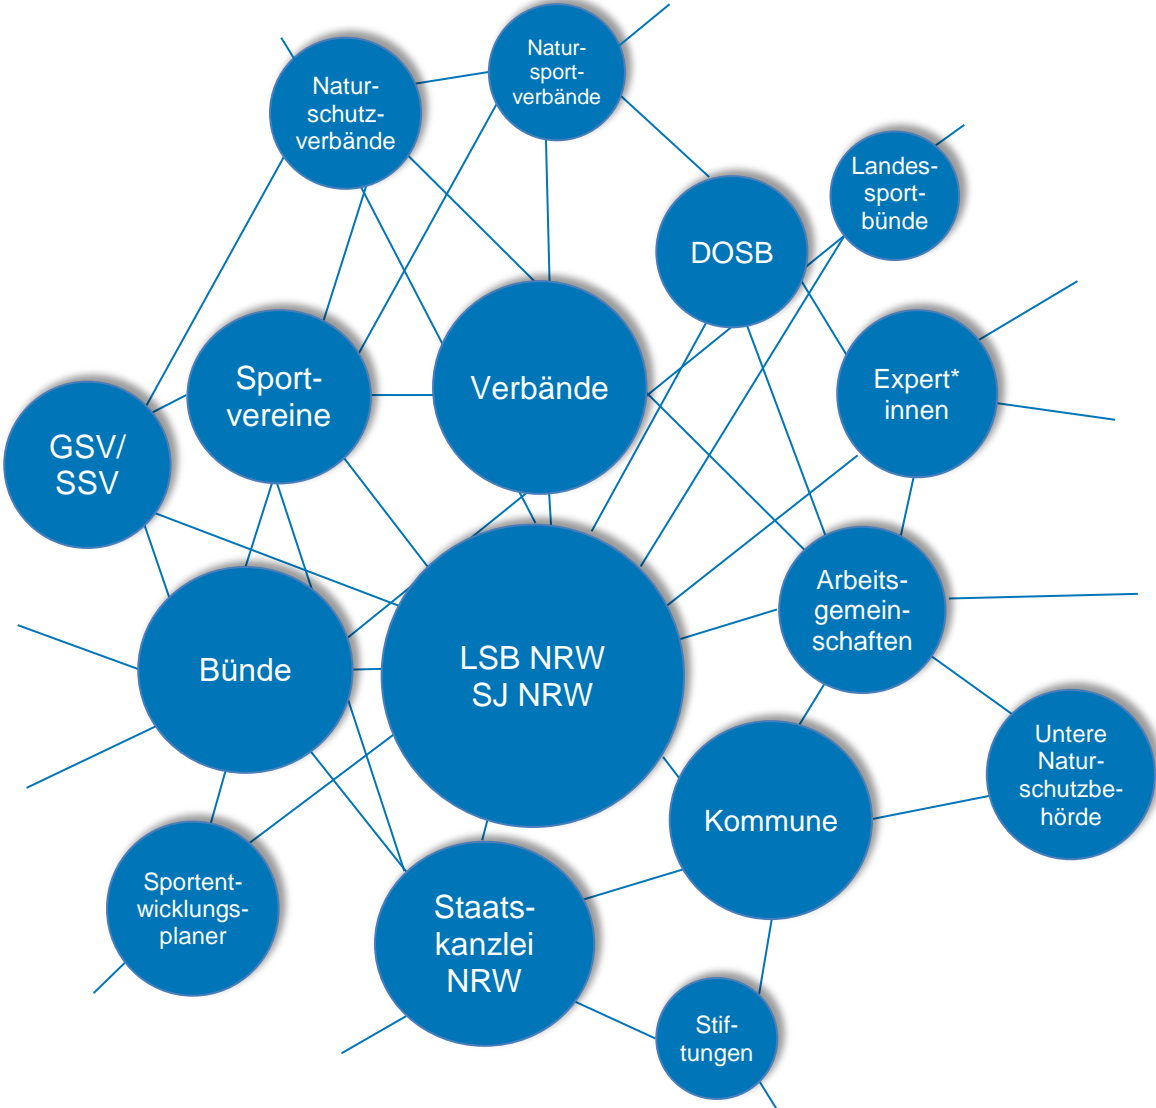 Natur-
sport-
verbände
Natur-
schutz-
verbände
Landes-
sport-
bünde
DOSB
Sport-
vereine
Verbände
Expert*
innen
GSV/
SSV
Arbeits-
gemein-
schaften
Bünde
LSB NRW
SJ NRW
Untere
Natur-
schutzbe-
hörde
Kommune
Sportent-
wicklungs-
planer
Staats-
kanzlei
NRW
Stif-
tungen